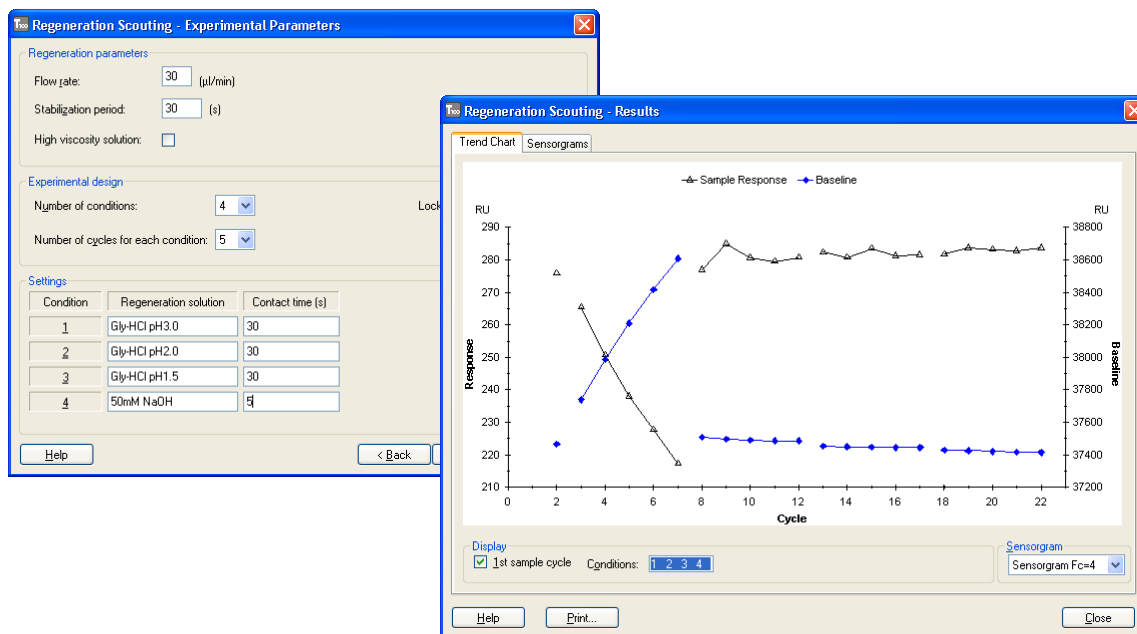 T100 Regeneration Scouting - Experimental Parameters
Regeneration parameters
Flow rate: 30 (µl/min)
Stabilization period: 30 (s)
High viscosity solution:
Experimental design
Number of conditions: 4 Lock
Number of cycles for each condition: 5
Settings
Condition Regeneration solution Contact time (s)
1 Gly-HCl pH3.0 30
2 Gly-HCl pH2.0 30
3 Gly-HCl pH1.5 30
4 50mM NaOH 5
Help < Back
T100 Regeneration Scouting - Results
Trend Chart Sensorgrams
Sample Response Baseline
RU RU
290 38800
280 38600
270 38400
260 38200
250 38000
240 37800
230 37600
220 37400
210 37200
Response
Baseline
0 2 4 6 8 10 12 14 16 18 20 22
Cycle
Display
1st sample cycle Conditions: 1 2 3 4
Sensorgram
Sensorgram Fc=4
Help Print... Close